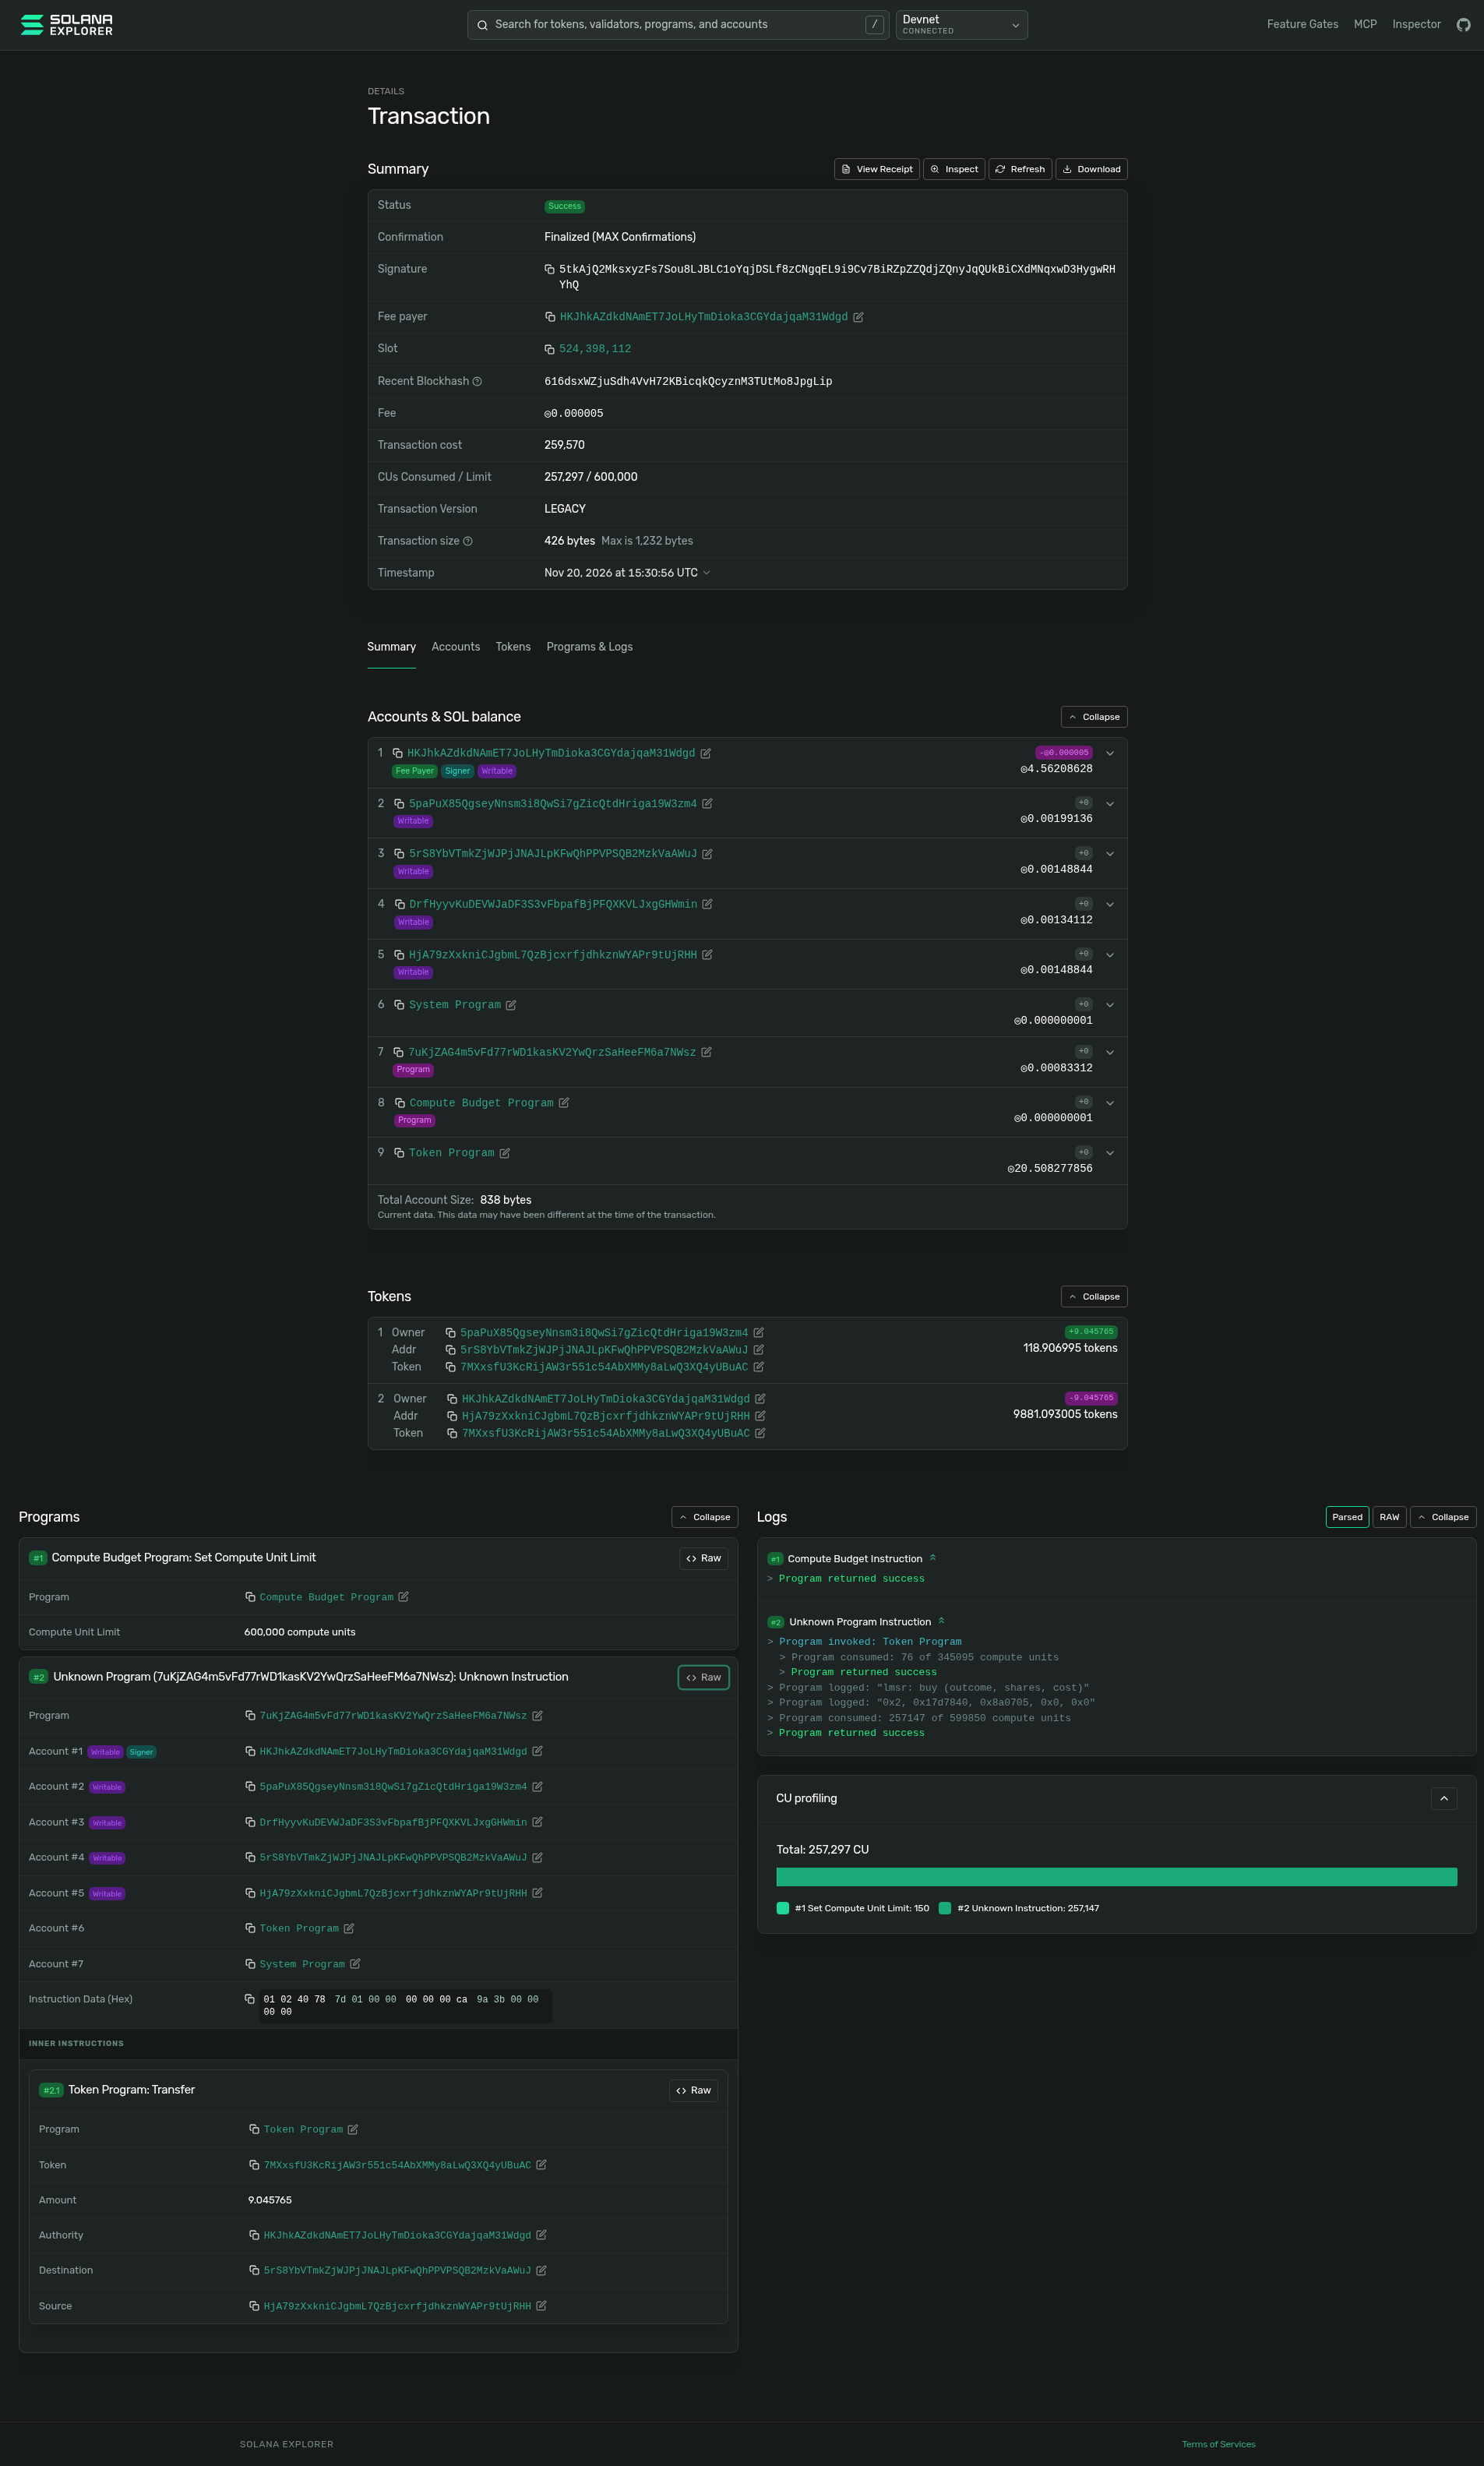 SOLANA
EXPLORER
Search for tokens, validators, programs, and accounts
/
Devnet
CONNECTED
Feature Gates
MCP
Inspector
DETAILS
Transaction
Summary
View Receipt
Inspect
Refresh
Download
Status
Success
Confirmation
Finalized (MAX Confirmations)
Signature
5tkAjQ2MksxyzFs7Sou8LJBLC1oYqjDSLf8zCNgqEL9i9Cv7BiRZpZZQdjZQnyJqQUkBiCXdMNqxwD3HygwRH
YhQ
Fee payer
HKJhkAZdkdNAmET7JoLHyTmDioka3CGYdajqaM31Wdgd
Slot
524,398,112
Recent Blockhash
616dsxWZjuSdh4VvH72KBicqkQcyznM3TUtMo8JpgLip
Fee
◎0.000005
Transaction cost
259,570
CUs Consumed / Limit
257,297 / 600,000
Transaction Version
LEGACY
Transaction size
426 bytes Max is 1,232 bytes
Timestamp
Nov 20, 2026 at 15:30:56 UTC
Summary
Accounts
Tokens
Programs & Logs
Accounts & SOL balance
Collapse
1 HKJhkAZdkdNAmET7JoLHyTmDioka3CGYdajqaM31Wdgd
-◎0.000005
Fee Payer Signer Writable
◎4.56208628
2 5paPuX85QgseyNnsm3i8QwSi7gZicQtdHriga19W3zm4
+0
Writable
◎0.00199136
3 5rS8YbVTmkZjWJPjJNAJLpKFwQhPPVPSQB2MzkVaAWuJ
+0
Writable
◎0.00148844
4 DrfHyyvKuDEVWJaDF3S3vFbpafBjPFQXKVLJxgGHWmin
+0
Writable
◎0.00134112
5 HjA79zXxkniCJgbmL7QzBjcxrfjdhkznWYAPr9tUjRHH
+0
Writable
◎0.00148844
6 System Program
+0
◎0.000000001
7 7uKjZAG4m5vFd77rWD1kasKV2YwQrzSaHeeFM6a7NWsz
+0
Program
◎0.00083312
8 Compute Budget Program
+0
Program
◎0.000000001
9 Token Program
+0
◎20.508277856
Total Account Size: 838 bytes
Current data. This data may have been different at the time of the transaction.
Tokens
Collapse
1 Owner 5paPuX85QgseyNnsm3i8QwSi7gZicQtdHriga19W3zm4
+9.045765
Addr 5rS8YbVTmkZjWJPjJNAJLpKFwQhPPVPSQB2MzkVaAWuJ
118.906995 tokens
Token 7MXxsfU3KcRijAW3r551c54AbXMMy8aLwQ3XQ4yUBuAC
2 Owner HKJhkAZdkdNAmET7JoLHyTmDioka3CGYdajqaM31Wdgd
-9.045765
Addr HjA79zXxkniCJgbmL7QzBjcxrfjdhkznWYAPr9tUjRHH
9881.093005 tokens
Token 7MXxsfU3KcRijAW3r551c54AbXMMy8aLwQ3XQ4yUBuAC
Programs
Collapse
#1 Compute Budget Program: Set Compute Unit Limit
Raw
Program
Compute Budget Program
Compute Unit Limit
600,000 compute units
#2 Unknown Program (7uKjZAG4m5vFd77rWD1kasKV2YwQrzSaHeeFM6a7NWsz): Unknown Instruction
Raw
Program
7uKjZAG4m5vFd77rWD1kasKV2YwQrzSaHeeFM6a7NWsz
Account #1 Writable Signer
HKJhkAZdkdNAmET7JoLHyTmDioka3CGYdajqaM31Wdgd
Account #2 Writable
5paPuX85QgseyNnsm3i8QwSi7gZicQtdHriga19W3zm4
Account #3 Writable
DrfHyyvKuDEVWJaDF3S3vFbpafBjPFQXKVLJxgGHWmin
Account #4 Writable
5rS8YbVTmkZjWJPjJNAJLpKFwQhPPVPSQB2MzkVaAWuJ
Account #5 Writable
HjA79zXxkniCJgbmL7QzBjcxrfjdhkznWYAPr9tUjRHH
Account #6
Token Program
Account #7
System Program
Instruction Data (Hex)
01 02 40 78 7d 01 00 00 00 00 00 ca 9a 3b 00 00
00 00
INNER INSTRUCTIONS
#2.1 Token Program: Transfer
Raw
Program
Token Program
Token
7MXxsfU3KcRijAW3r551c54AbXMMy8aLwQ3XQ4yUBuAC
Amount
9.045765
Authority
HKJhkAZdkdNAmET7JoLHyTmDioka3CGYdajqaM31Wdgd
Destination
5rS8YbVTmkZjWJPjJNAJLpKFwQhPPVPSQB2MzkVaAWuJ
Source
HjA79zXxkniCJgbmL7QzBjcxrfjdhkznWYAPr9tUjRHH
Logs
Parsed
RAW
Collapse
#1 Compute Budget Instruction
> Program returned success
#2 Unknown Program Instruction
> Program invoked: Token Program
> Program consumed: 76 of 345095 compute units
> Program returned success
> Program logged: "lmsr: buy (outcome, shares, cost)"
> Program logged: "0x2, 0x17d7840, 0x8a0705, 0x0, 0x0"
> Program consumed: 257147 of 599850 compute units
> Program returned success
CU profiling
Total: 257,297 CU
#1 Set Compute Unit Limit: 150
#2 Unknown Instruction: 257,147
SOLANA EXPLORER
Terms of Services